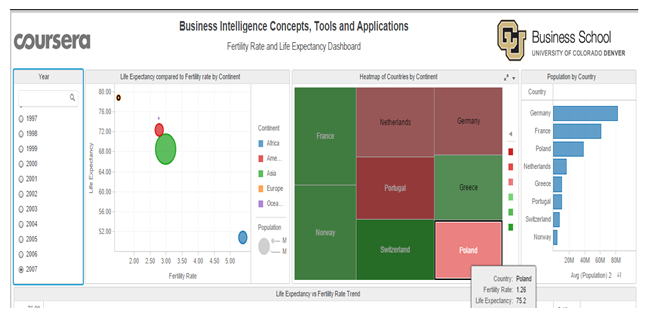 coursera
Business Intelligence Concepts, Tools and Applications
Fertility Rate and Life Expectancy Dashboard
CU
Business School
UNIVERSITY OF COLORADO DENVER
Year
1997
1998
1999
2000
2001
2002
2003
2004
2005
2006
2007
Life Expectancy compared to Fertility rate by Continent
Life Expectancy
80.00
76.00
72.00
68.00
64.00
60.00
56.00
52.00
2.00 2.50 3.00 3.50 4.00 4.50 5.00
Fertility Rate
Continent
Africa
Ame...
Asia
Europe
Ocea...
Population
M
M
Heatmap of Countries by Continent
France
Netherlands
Germany
Portugal
Greece
Norway
Switzerland
Poland
Country: Poland
Fertility Rate: 1.26
Life Expectancy: 75.2
Population by Country
Country
Germany
France
Poland
Netherlands
Greece
Portugal
Switzerland
Norway
20M 40M 60M 80M
Avg (Population) 2
Life Expectancy vs Fertility Rate Trend